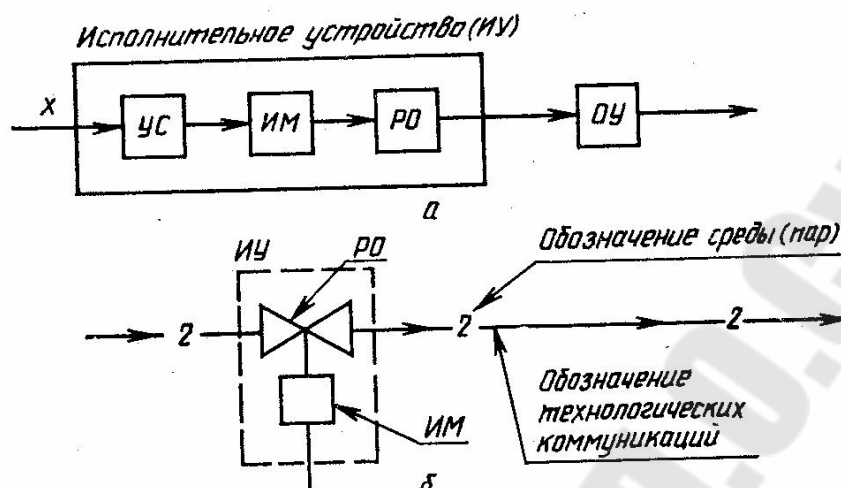 Исполнительное устройство (ИУ)
X
УС
ИМ
РО
ОУ
а
ИУ
РО
Обозначение среды (пар)
2
2
2
Обозначение
технологических
коммуникаций
ИМ
б